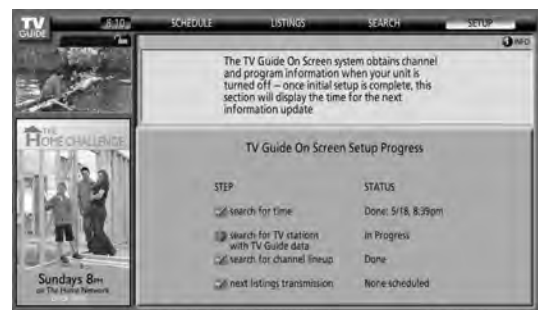 TV
GUIDE
8:10
SCHEDULE
LISTINGS
SEARCH
SETUP
INFO
The TV Guide On Screen system obtains channel
and program information when your unit is
turned off – once initial setup is complete, this
section will display the time for the next
information update
THE
HOME CHALLENGE
Sundays 8PM
on The Home Network
TV Guide On Screen Setup Progress
STEP STATUS
search for time Done: 5/18, 8:39pm
search for TV stations In Progress
with TV Guide data
search for channel lineup Done
next listings transmission None scheduled